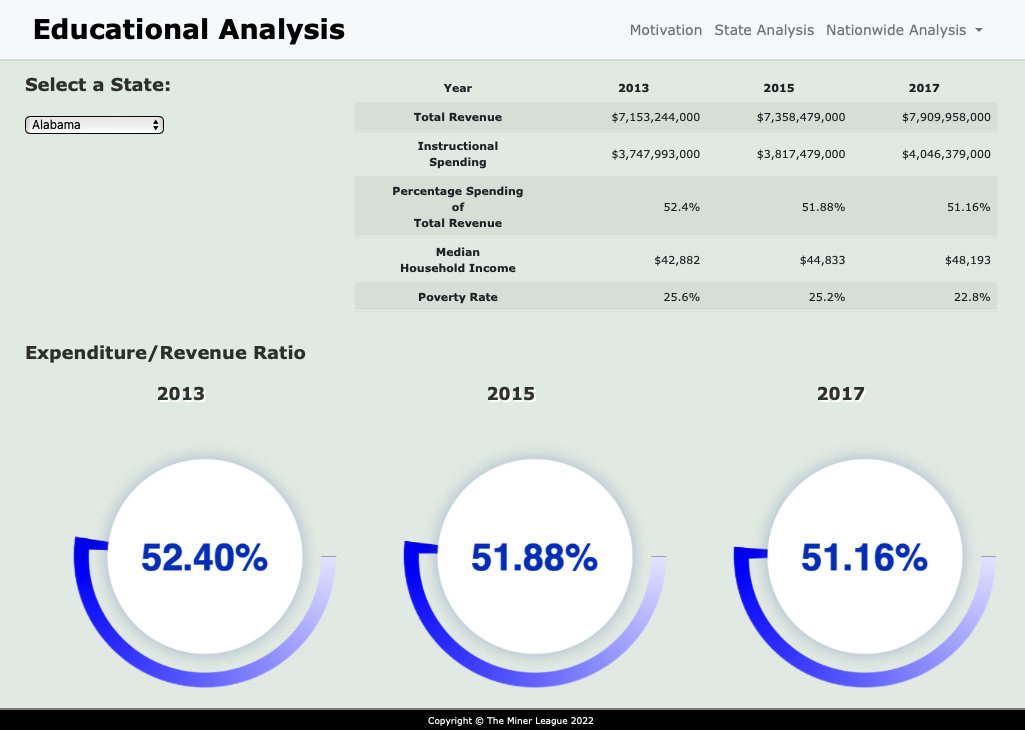 Educational Analysis
Motivation State Analysis Nationwide Analysis
Select a State:
Alabama
Year 2013 2015 2017
Total Revenue $7,153,244,000 $7,358,479,000 $7,909,958,000
Instructional
Spending $3,747,993,000 $3,817,479,000 $4,046,379,000
Percentage Spending
of 52.4% 51.88% 51.16%
Total Revenue
Median
Household Income $42,882 $44,833 $48,193
Poverty Rate 25.6% 25.2% 22.8%
Expenditure/Revenue Ratio
2013 2015 2017
52.40% 51.88% 51.16%
Copyright © The Miner League 2022